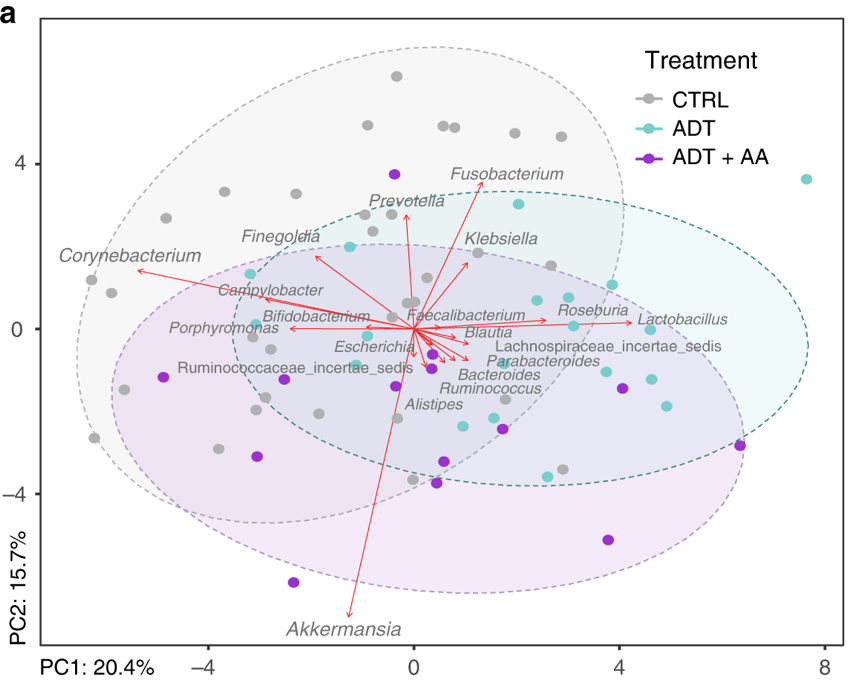 a
Treatment
CTRL
ADT
ADT + AA
4
Fusobacterium
Prevotella
Finegoldia
Klebsiella
Corynebacterium
Campylobacter
Bifidobacterium
Faecalibacterium
Roseburia
Lactobacillus
0
Porphyromonas
Blautia
Escherichia
Lachnospiraceae_incertae_sedis
Ruminococcaceae_incertae_sedis
Parabacteroides
Bacteroides
Ruminococcus
Alistipes
−4
Akkermansia
PC2: 15.7%
PC1: 20.4%
−4
0
4
8